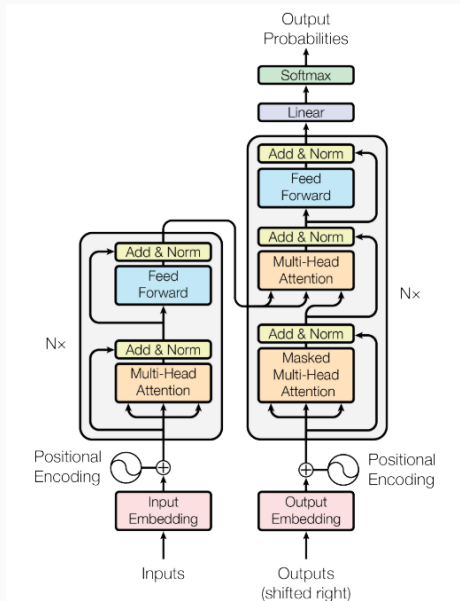 Output
Probabilities
Softmax
Linear
Add & Norm
Feed
Forward
Add & Norm
Multi-Head
Attention
Add & Norm
Masked
Multi-Head
Attention
Nx
Positional
Encoding
Output
Embedding
Outputs
(shifted right)
Add & Norm
Feed
Forward
Add & Norm
Multi-Head
Attention
Nx
Positional
Encoding
Input
Embedding
Inputs